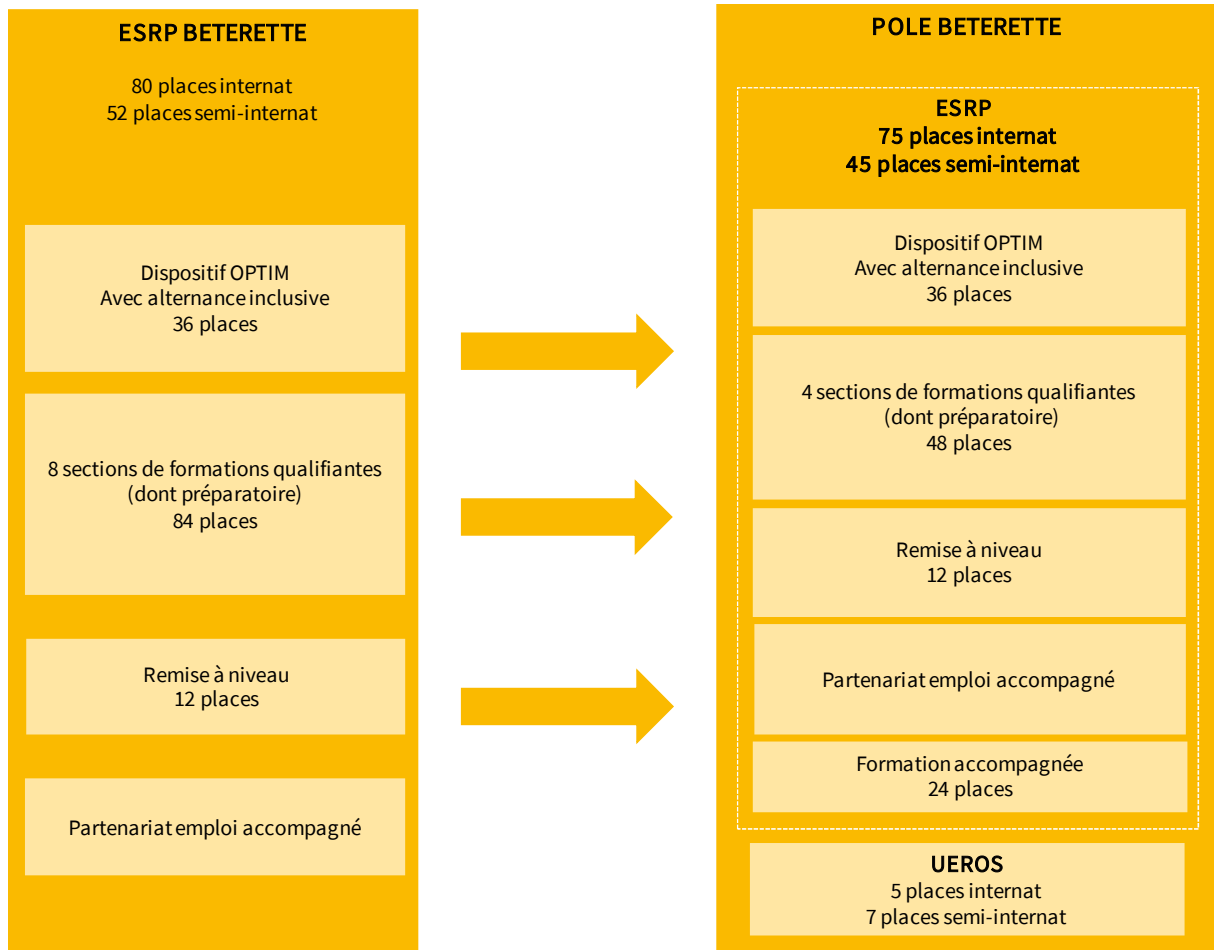 ESRP BETERETTE
80 places internat
52 places semi-internat
Dispositif OPTIM
Avec alternance inclusive
36 places
8 sections de formations qualifiantes
(dont préparatoire)
84 places
Remise à niveau
12 places
Partenariat emploi accompagné
POLE BETERETTE
ESRP
75 places internat
45 places semi-internat
Dispositif OPTIM
Avec alternance inclusive
36 places
4 sections de formations qualifiantes
(dont préparatoire)
48 places
Remise à niveau
12 places
Partenariat emploi accompagné
Formation accompagnée
24 places
UEROS
5 places internat
7 places semi-internat